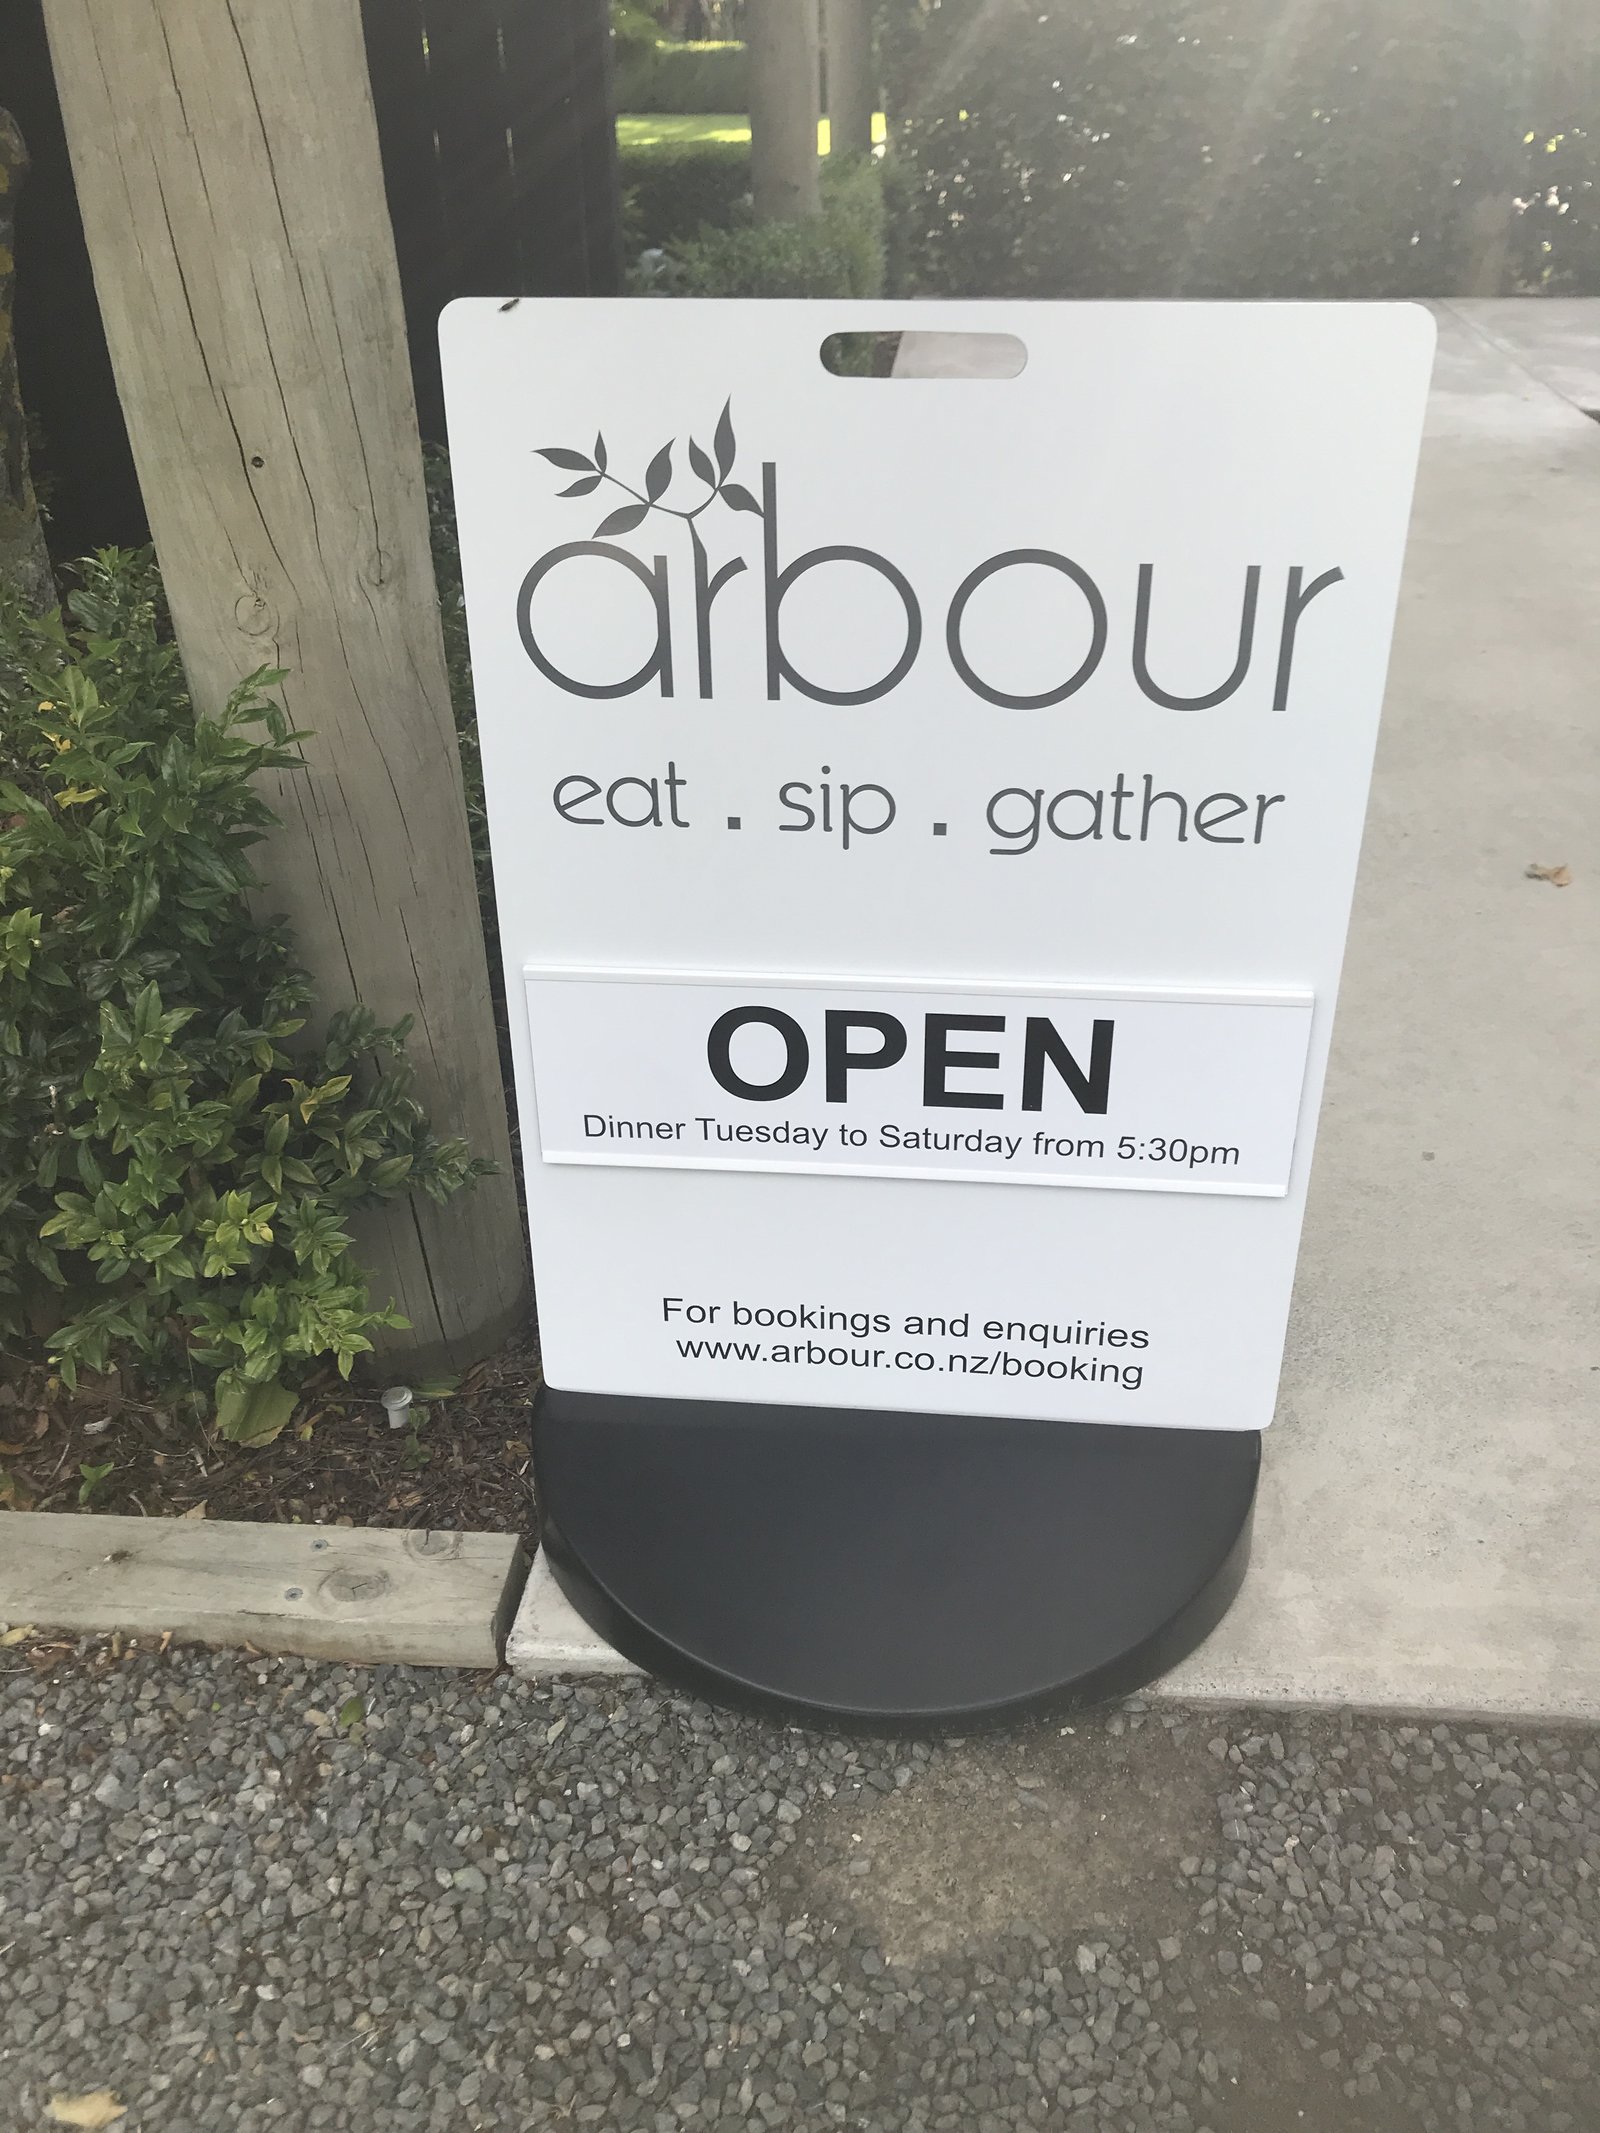 arbour
eat . sip . gather
OPEN
Dinner Tuesday to Saturday from 5:30pm
For bookings and enquiries
www.arbour.co.nz/booking